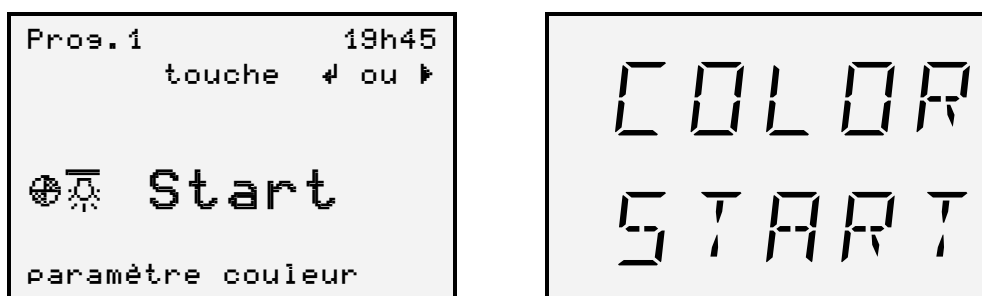 Prog.1 19h45
touche ↲ ou ▶
Start
paramètre couleur
COLOR
START